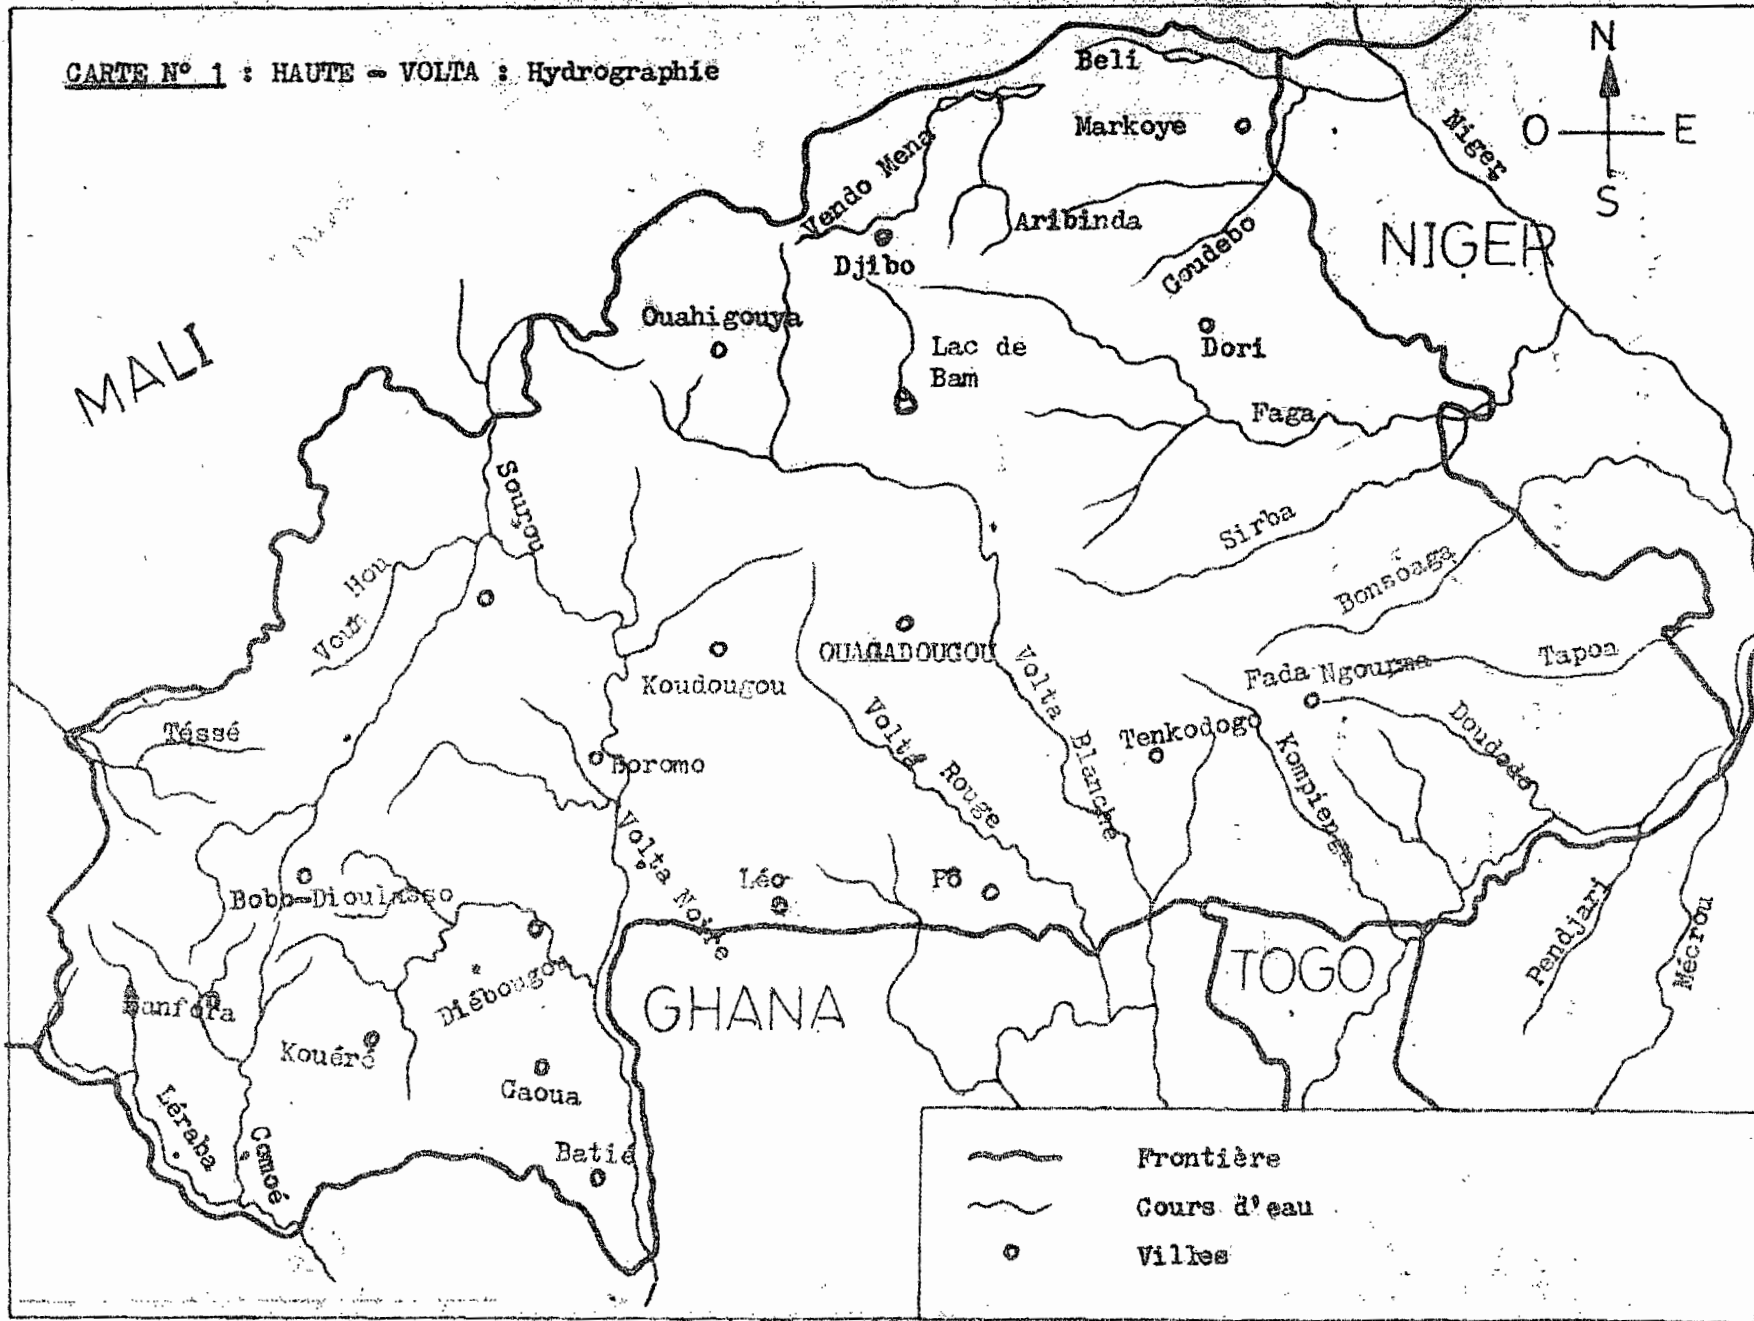 CARTE N° 1 : HAUTE - VOLTA : Hydrographie
N
O
E
S
Beli
Markoye
Niger
NIGER
Vendo Mena
Aribinda
Goudebo
Djibo
Ouahigouya
Lac de
Bam
Dori
MALI
Faga
Sourou
Sirba
Voun Hou
Bonsoaga
OUAGADOUGOU
Koudougou
Volta Blanche
Fada Ngourma
Tapoa
Téssé
Boromo
Volta Rouge
Tenkodogo
Kompienga
Doudodo
Volta Noire
Léo
Pô
Bobo-Dioulasso
Pendjari
Mécrou
TOGO
GHANA
Banfora
Diébougou
Kouéré
Gaoua
Léraba
Comoé
Batié
Frontière
Cours d'eau
Villes